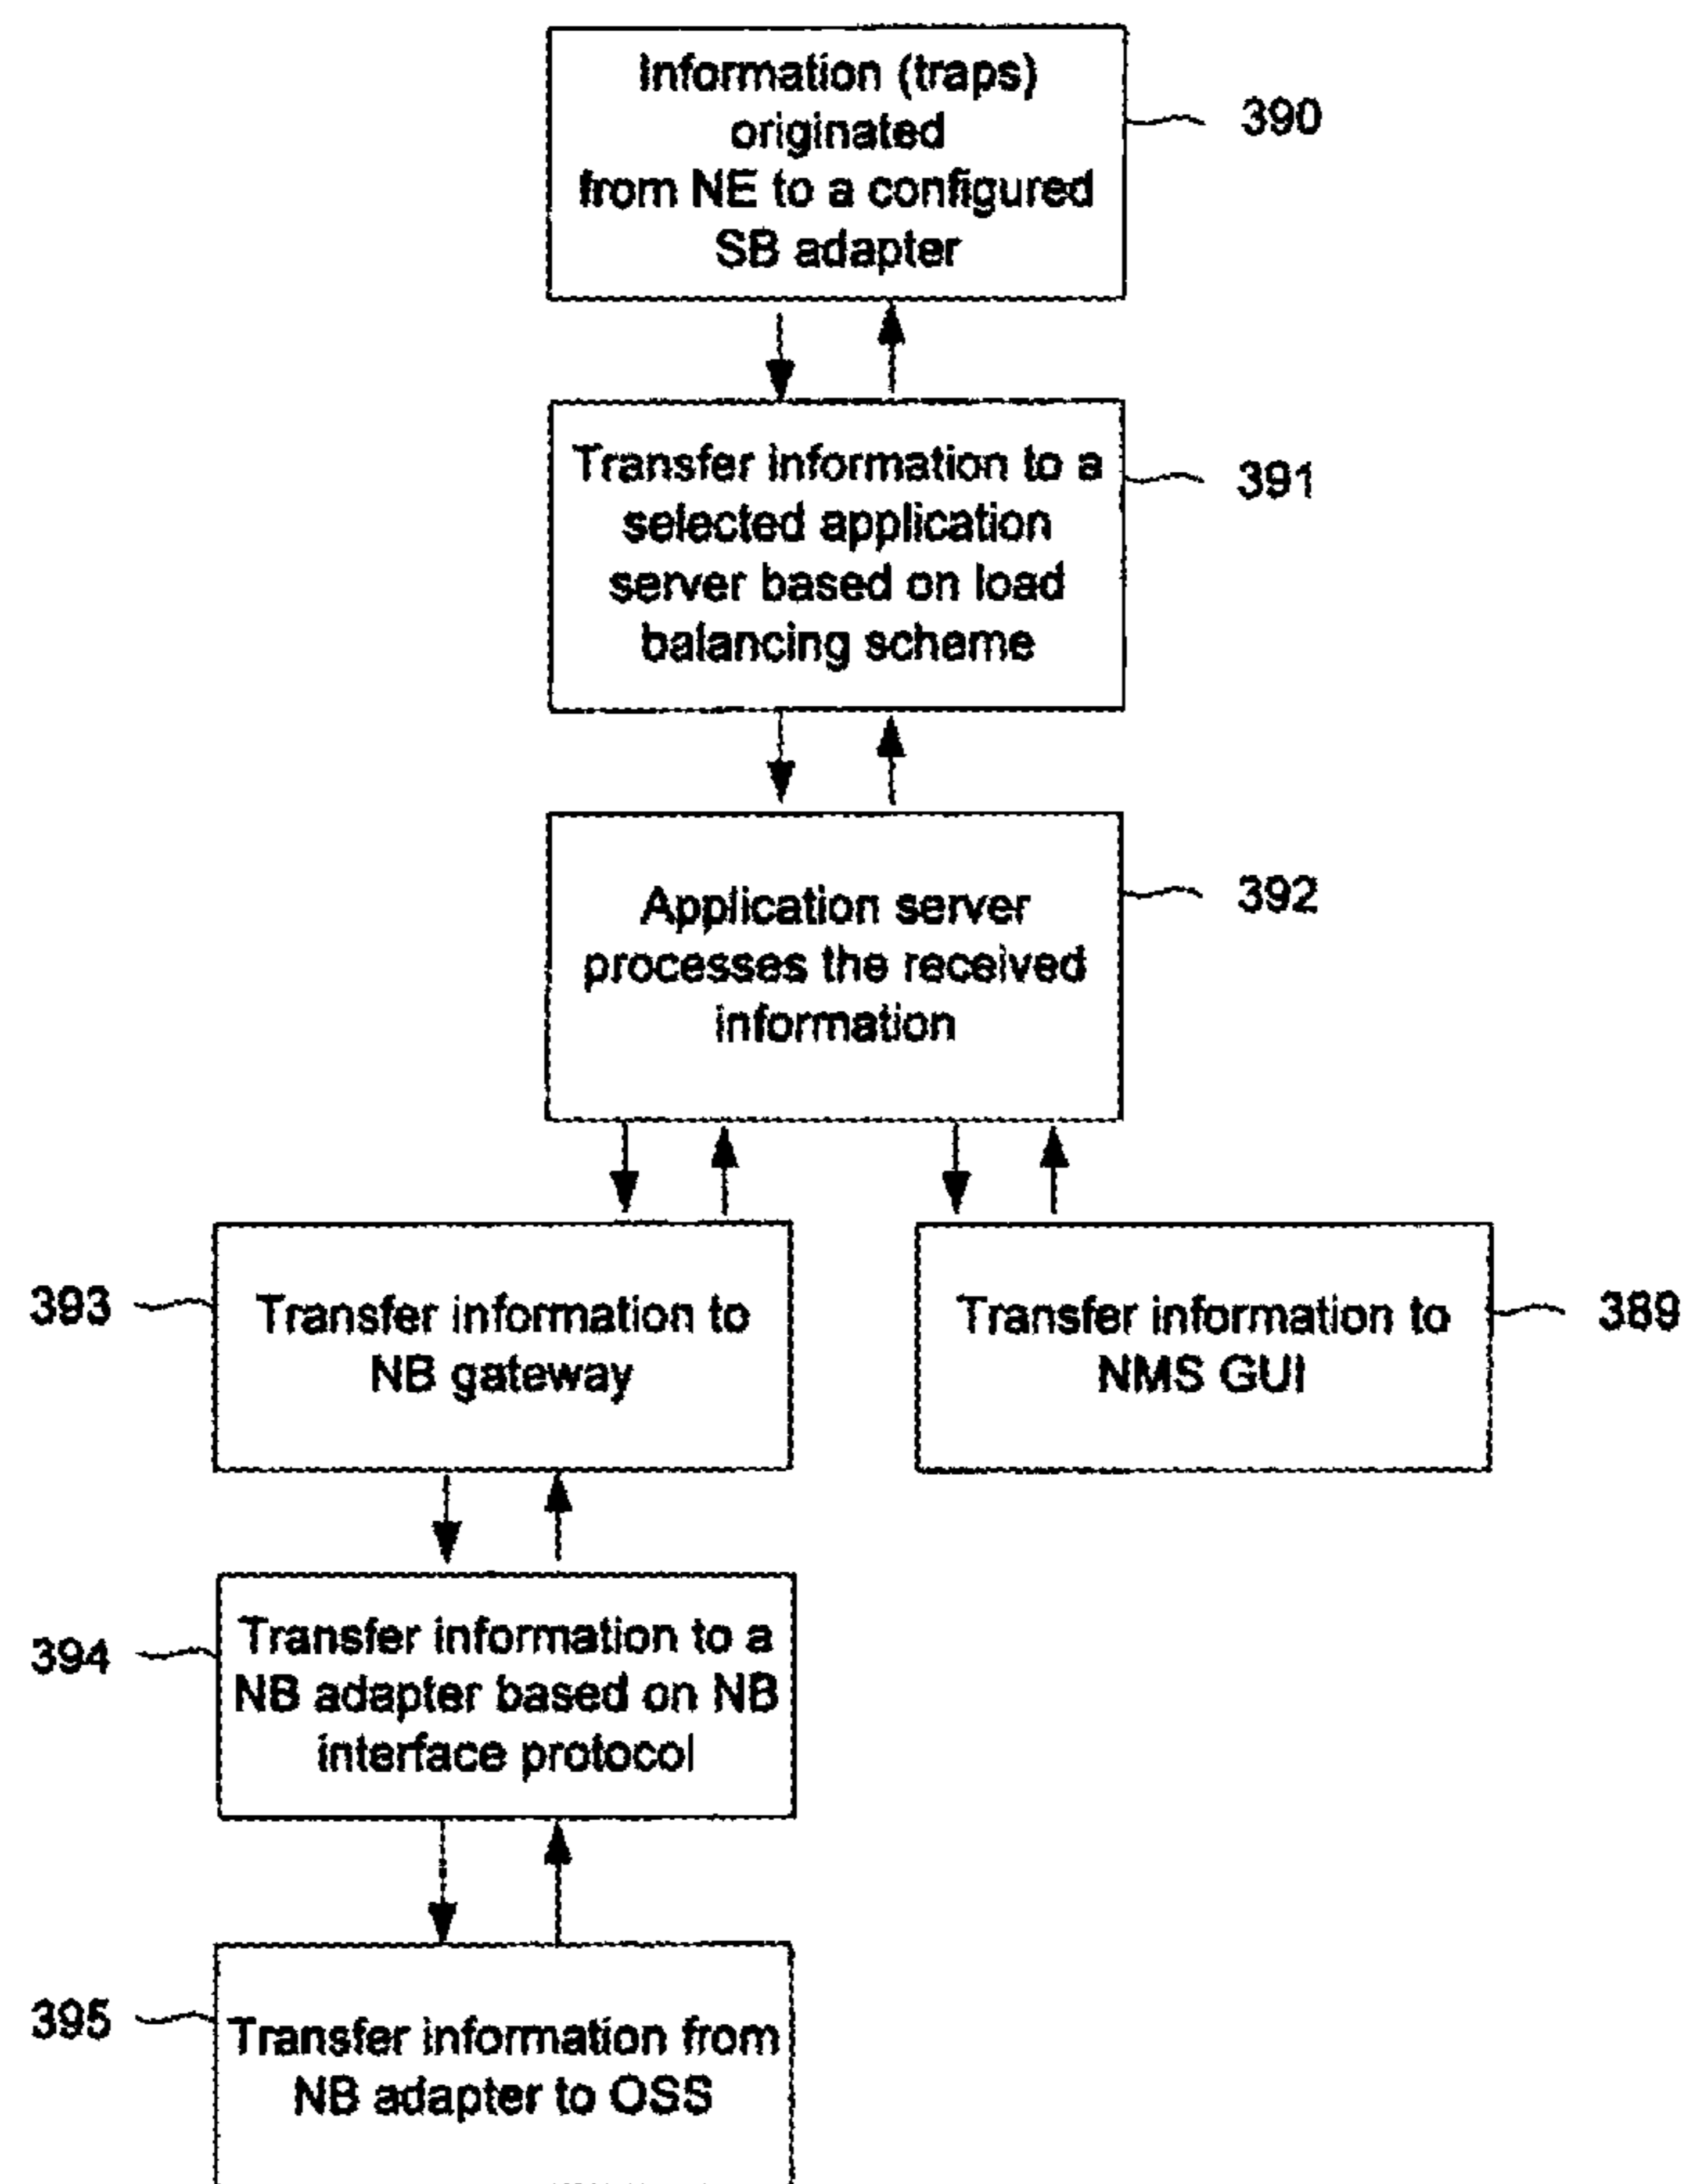 Information (traps)
originated
from NE to a configured
SB adapter
390
Transfer information to a
selected application
server based on load
balancing scheme
391
Application server
processes the received
information
392
393
Transfer information to
NB gateway
Transfer information to
NMS GUI
389
394
Transfer information to a
NB adapter based on NB
interface protocol
395
Transfer information from
NB adapter to OSS